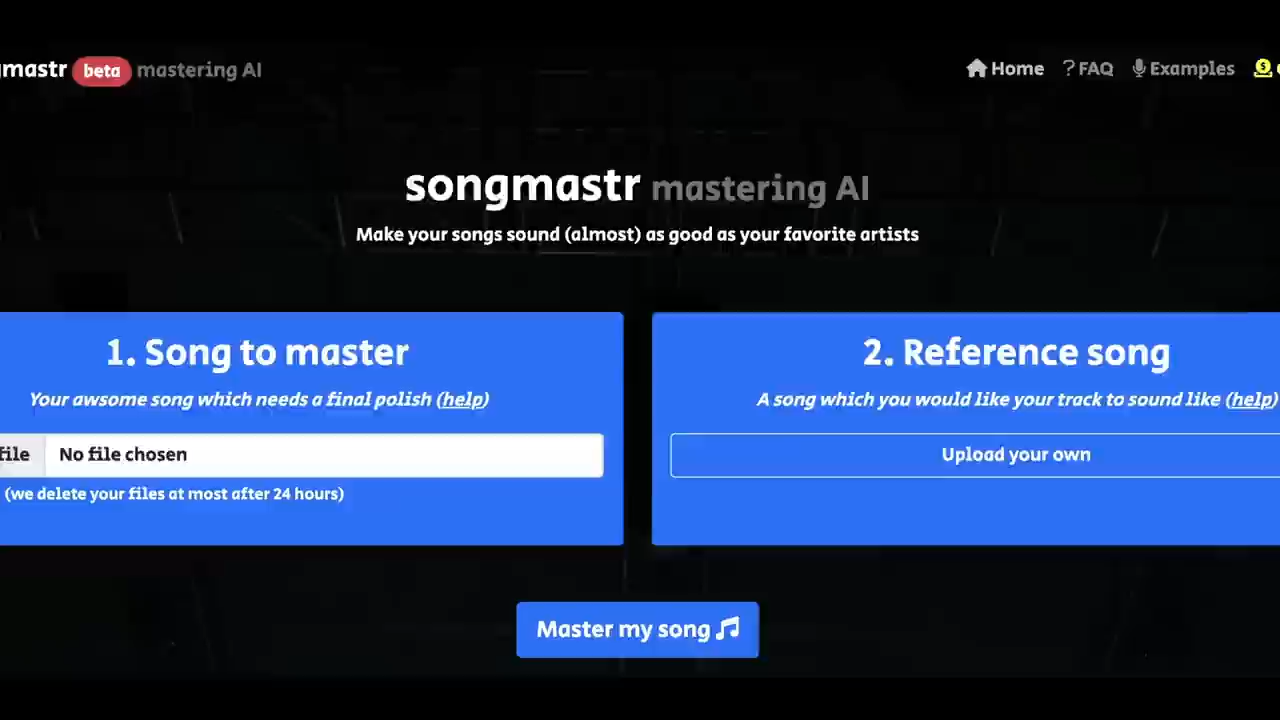 gmastr beta mastering AI
Home ? FAQ Examples
songmastr mastering AI
Make your songs sound (almost) as good as your favorite artists
1. Song to master
Your awsome song which needs a final polish (help)
file No file chosen
(we delete your files at most after 24 hours)
2. Reference song
A song which you would like your track to sound like (help)
Upload your own
Master my song